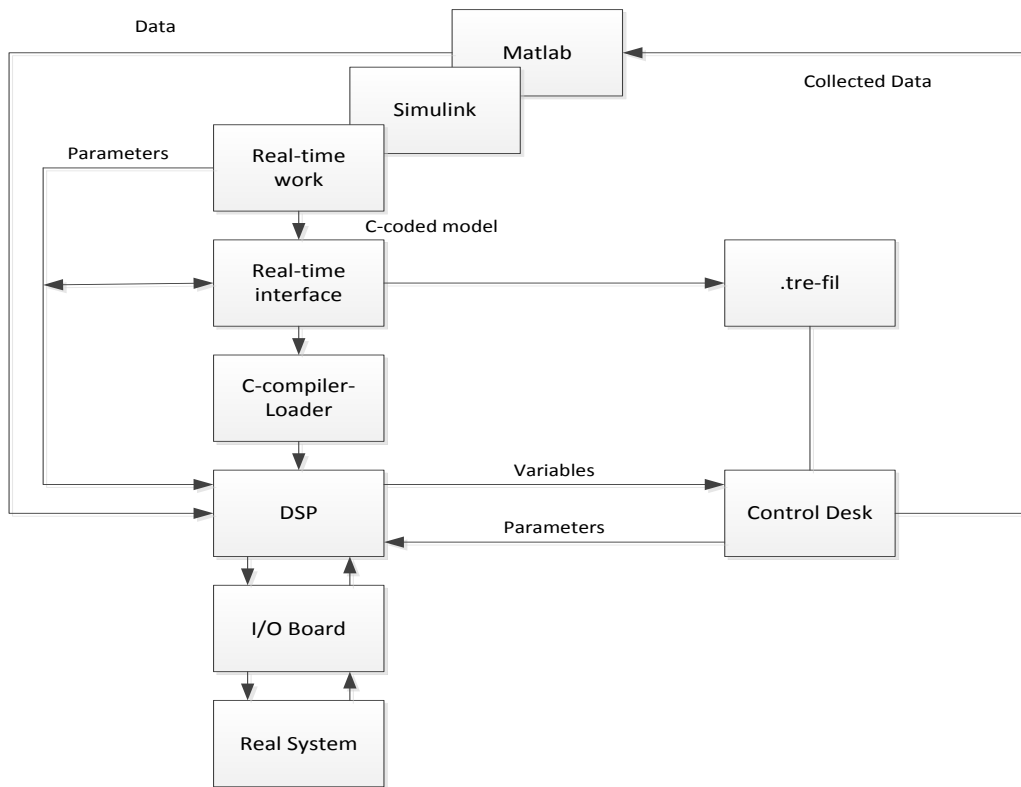 Data
Matlab
Collected Data
Simulink
Parameters
Real-time
work
C-coded model
Real-time
interface
.tre-fil
C-compiler-
Loader
Variables
DSP
Control Desk
Parameters
I/O Board
Real System